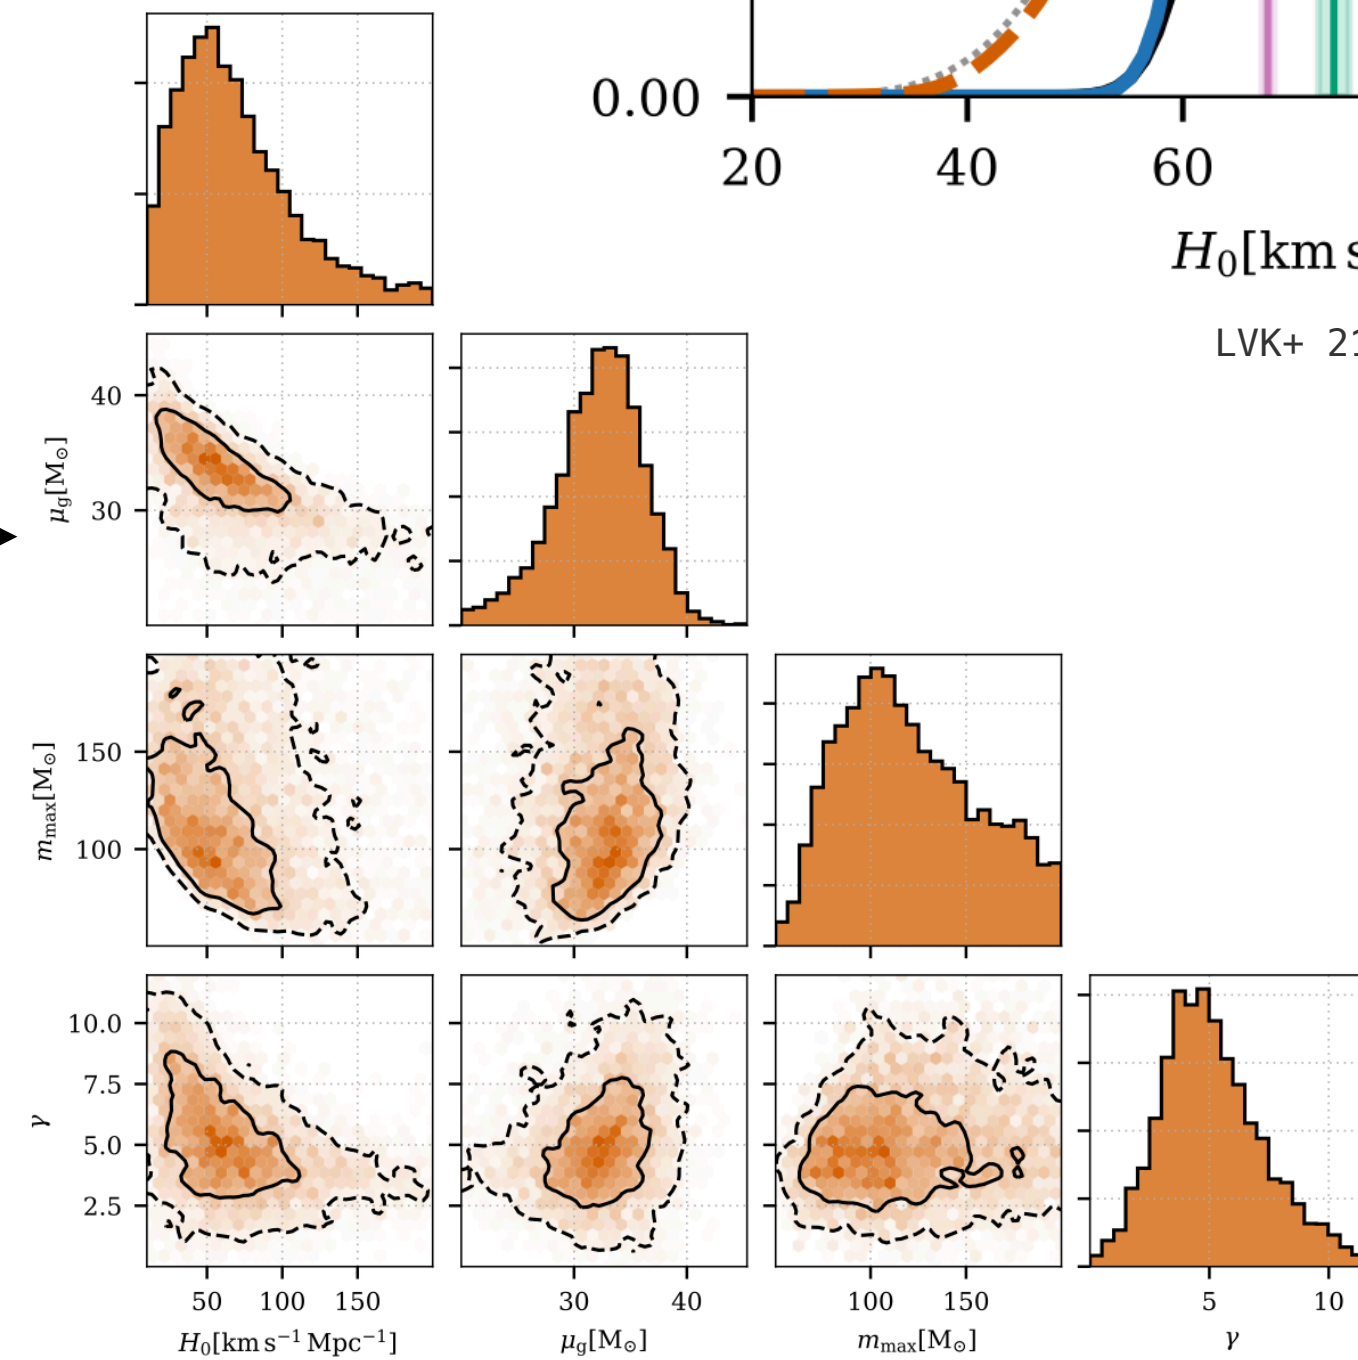 0.00
20 40 60
H₀[km s
LVK+ 21
40
30
μg[M⊙]
150
100
mmax[M⊙]
10.0
7.5
5.0
2.5
γ
50 100 150 30 40 100 150 5 10
H₀[km s⁻¹ Mpc⁻¹] μg[M⊙] mmax[M⊙] γ